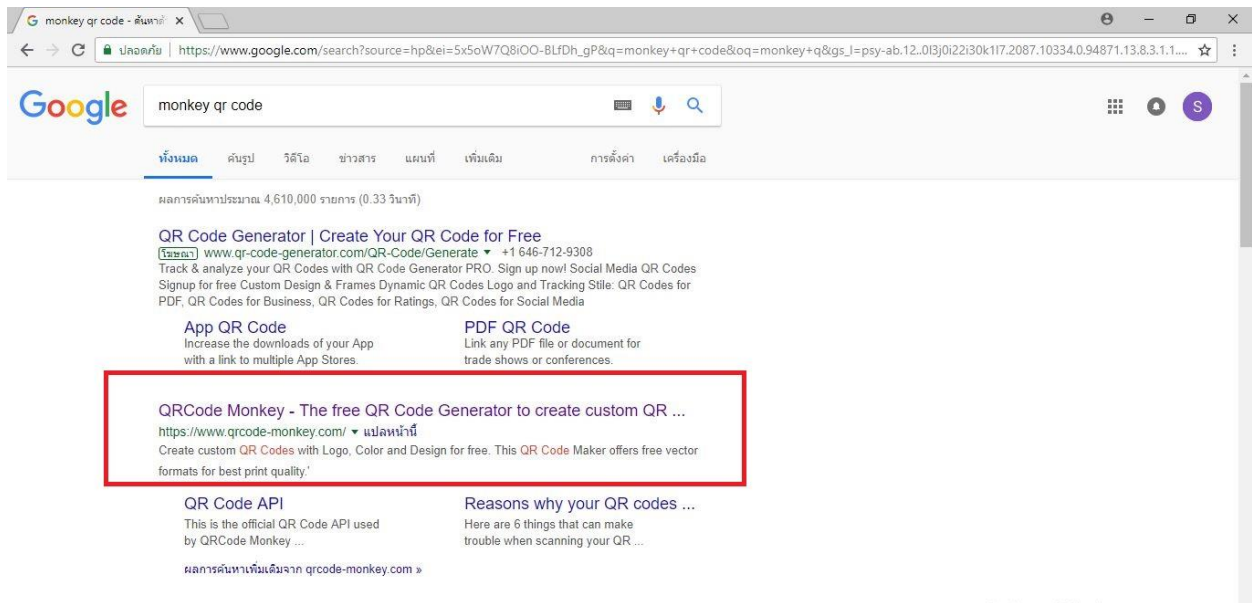 G monkey qr code - ค้นหาด้
ปลอดภัย | https://www.google.com/search?source=hp&ei=5x5oW7Q8iOO-BLfDh_gP&q=monkey+qr+code&oq=monkey+q&gs_l=psy-ab.12..0l3j0i22i30k1l7.2087.10334.0.94871.13.8.3.1.1....
Google monkey qr code S
ทั้งหมด ค้นรูป วิดีโอ ข่าวสาร แผนที่ เพิ่มเติม การตั้งค่า เครื่องมือ
ผลการค้นหาประมาณ 4,610,000 รายการ (0.33 วินาที)
QR Code Generator | Create Your QR Code for Free
โฆษณา www.qr-code-generator.com/QR-Code/Generate ▼ +1 646-712-9308
Track & analyze your QR Codes with QR Code Generator PRO. Sign up now! Social Media QR Codes
Signup for free Custom Design & Frames Dynamic QR Codes Logo and Tracking Stile: QR Codes for
PDF, QR Codes for Business, QR Codes for Ratings, QR Codes for Social Media
App QR Code
Increase the downloads of your App
with a link to multiple App Stores.
PDF QR Code
Link any PDF file or document for
trade shows or conferences.
QRCode Monkey - The free QR Code Generator to create custom QR ...
https://www.qrcode-monkey.com/ ▼ แปลหน้านี้
Create custom QR Codes with Logo, Color and Design for free. This QR Code Maker offers free vector
formats for best print quality.'
QR Code API
This is the official QR Code API used
by QRCode Monkey ...
Reasons why your QR codes ...
Here are 6 things that can make
trouble when scanning your QR ...
ผลการค้นหาเพิ่มเติมจาก qrcode-monkey.com »